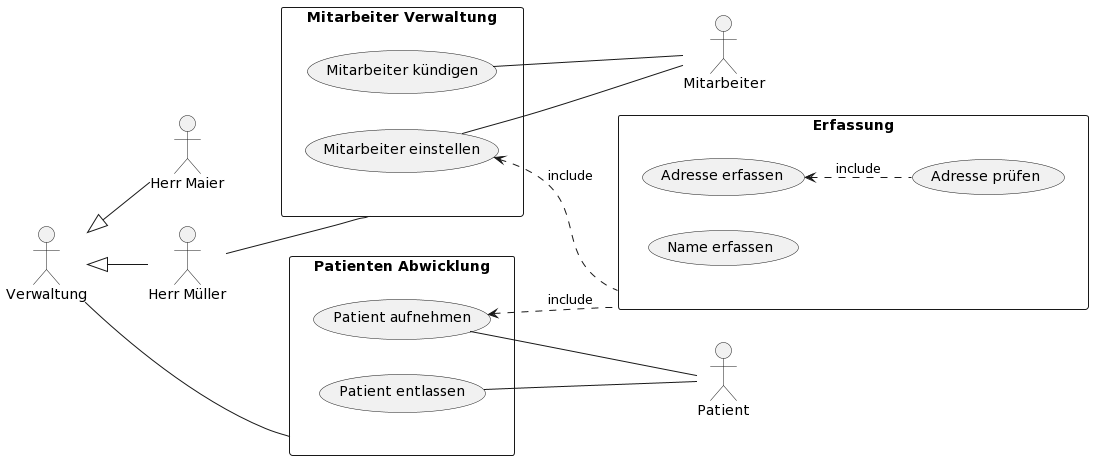 Mitarbeiter Verwaltung
Mitarbeiter kündigen
Mitarbeiter einstellen
Mitarbeiter
Herr Maier
Herr Müller
Verwaltung
Erfassung
Adresse erfassen
include
Adresse prüfen
Name erfassen
include
Patienten Abwicklung
Patient aufnehmen
include
Patient entlassen
Patient